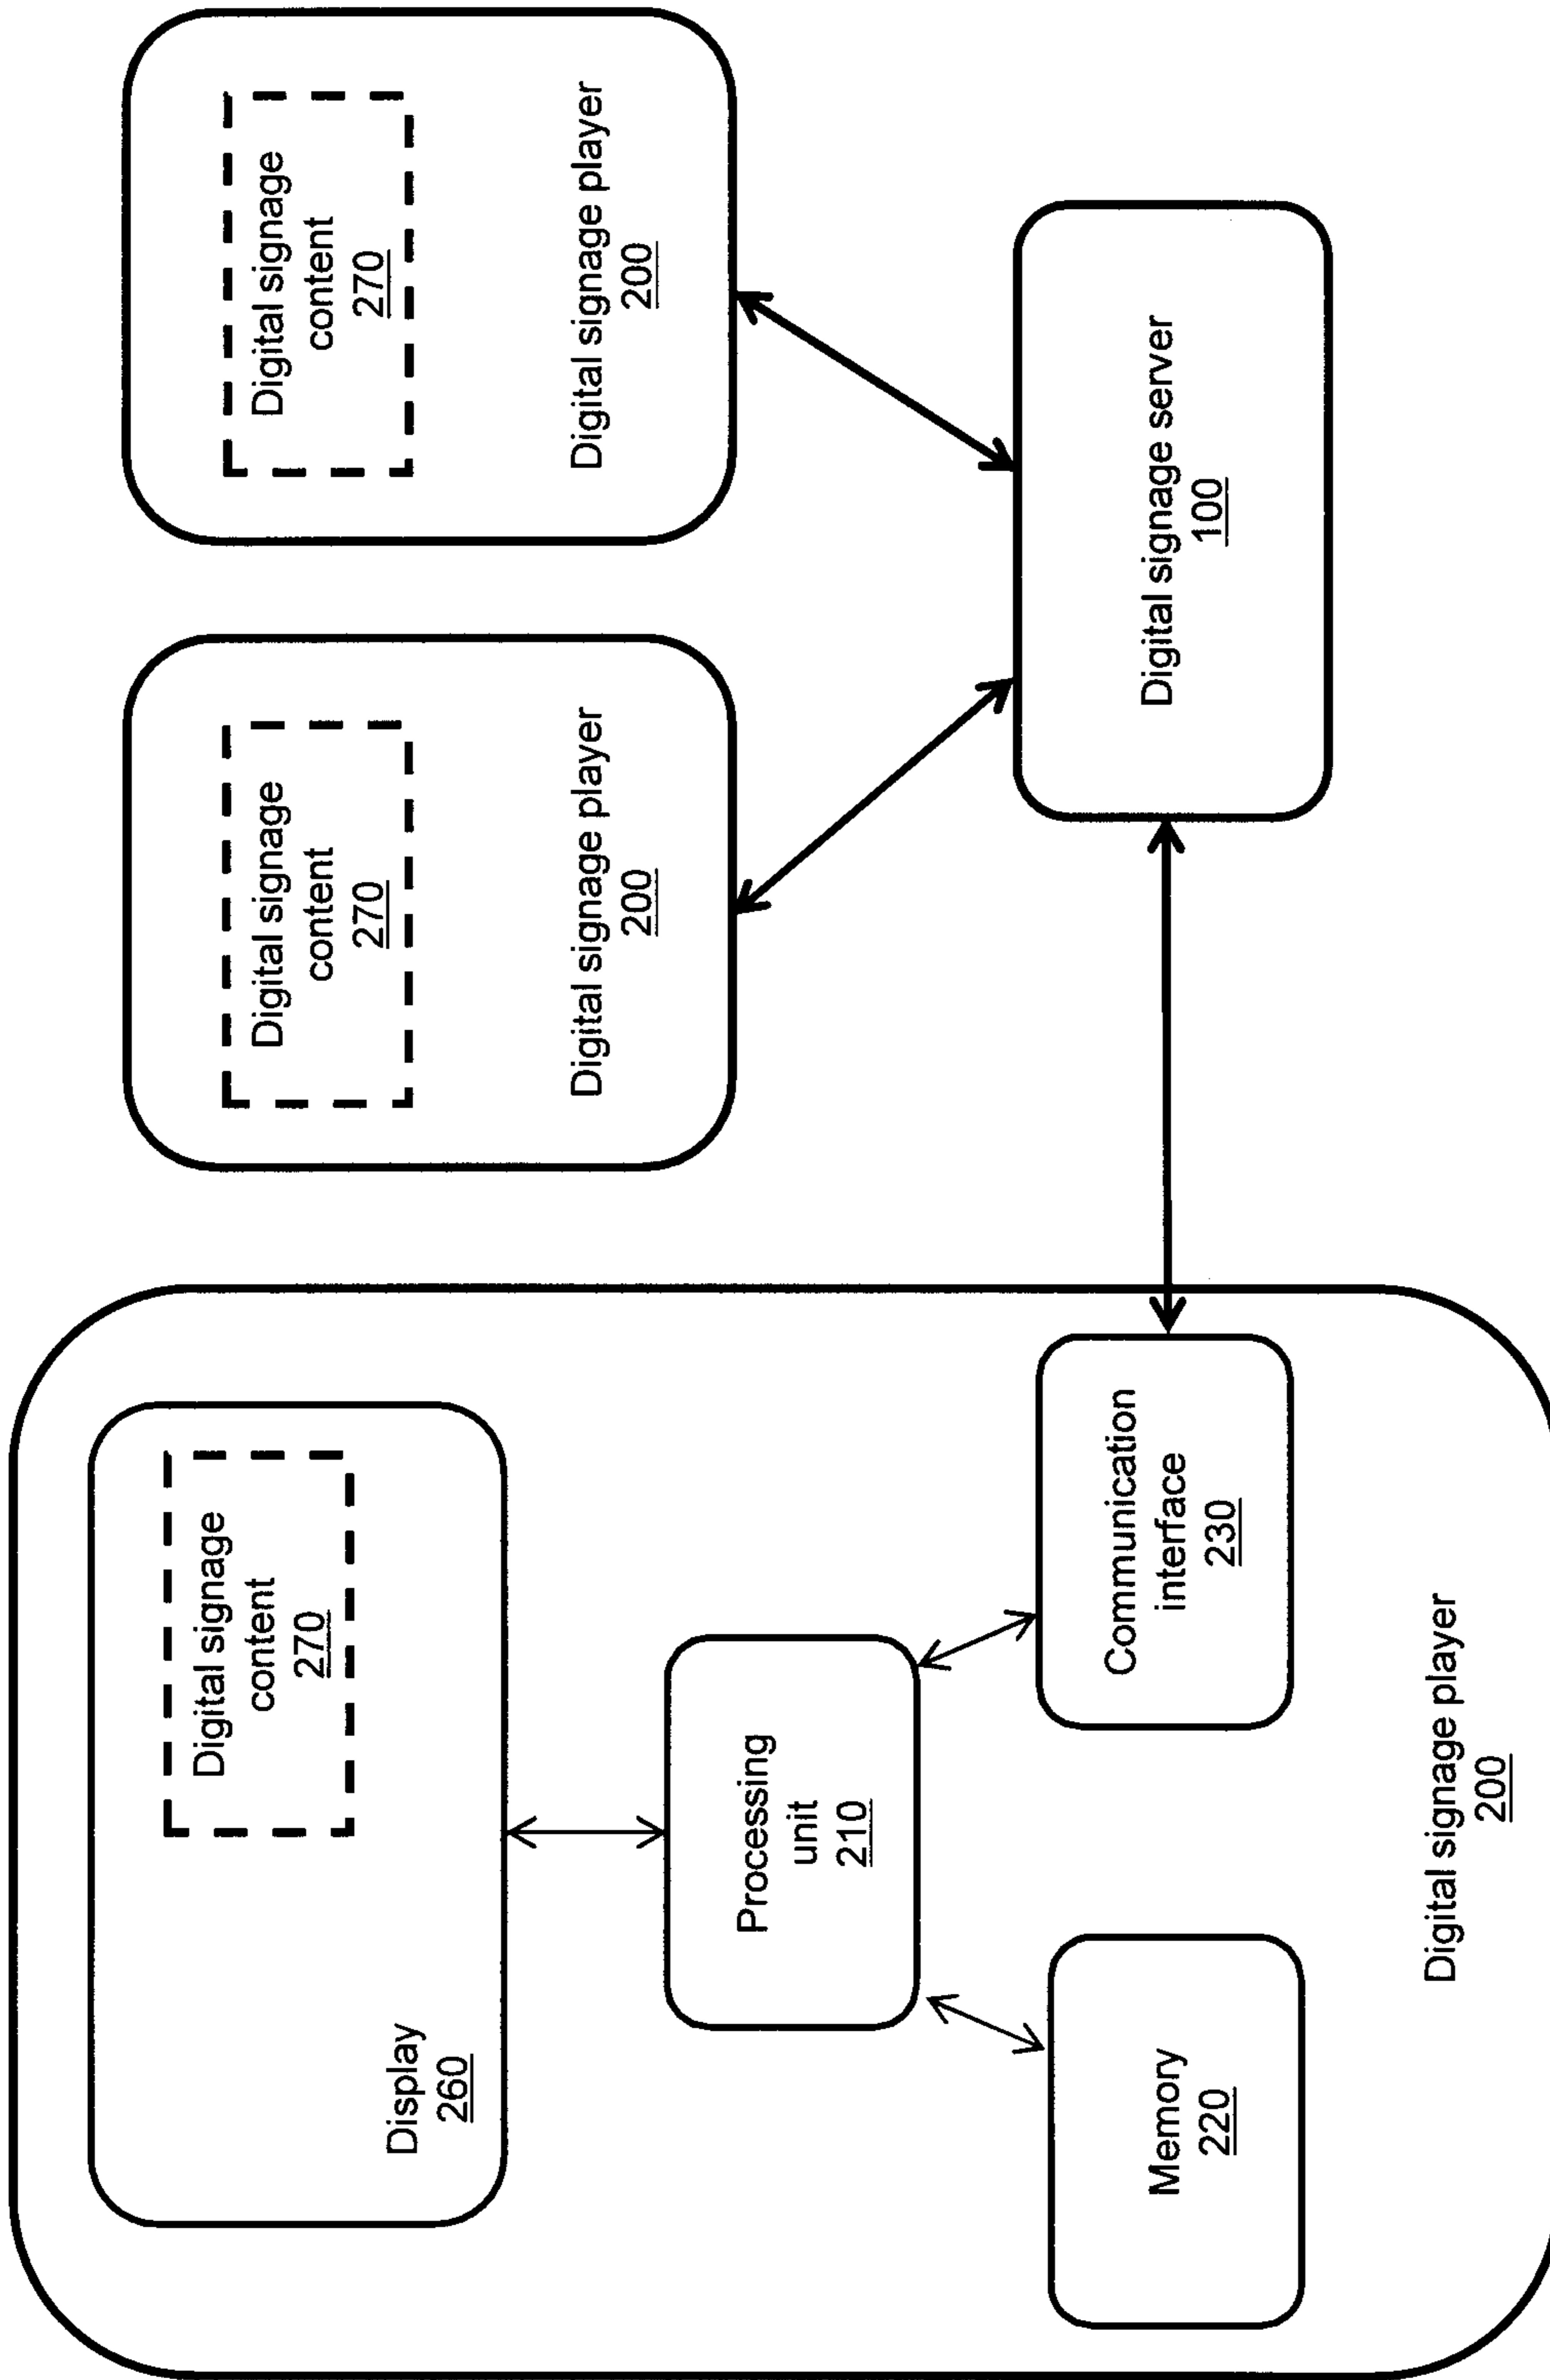 Digital signage
content
270
Display
260
Processing
unit
210
Memory
220
Communication
interface
230
Digital signage player
200
Digital signage
content
270
Digital signage player
200
Digital signage
content
270
Digital signage player
200
Digital signage server
100